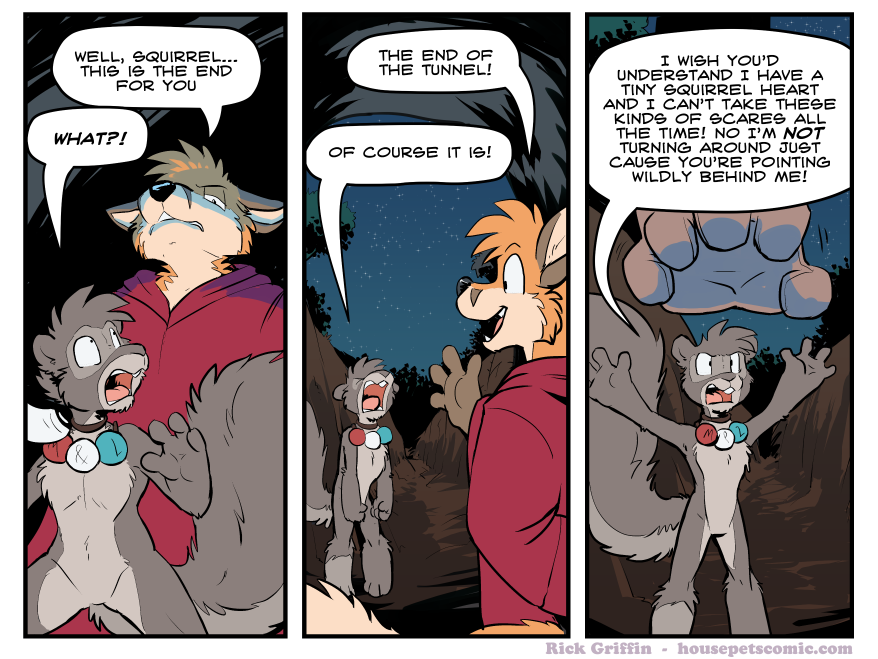 WELL, SQUIRREL...
THIS IS THE END
FOR YOU
WHAT?!
& L
THE END OF
THE TUNNEL!
OF COURSE IT IS!
I WISH YOU'D
UNDERSTAND I HAVE A
TINY SQUIRREL HEART
AND I CAN'T TAKE THESE
KINDS OF SCARES ALL
THE TIME! NO I'M NOT
TURNING AROUND JUST
CAUSE YOU'RE POINTING
WILDLY BEHIND ME!
Rick Griffin - housepetscomic.com